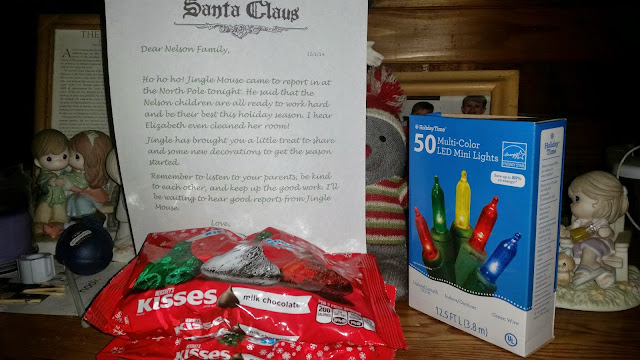 THE
Santa Claus
Dear Nelson Family,
Ho ho ho! Jingle Mouse came to report in at
the North Pole tonight. He said that the
Nelson children are all ready to work hard
and be their best this holiday season. I hear
Elizabeth even cleaned her room!
Jingle has brought you a little treat to share
and some new decorations to get the season
started.
Remember to listen to your parents, be kind
to each other, and keep up the good work. I'll
be waiting to hear good reports from Jingle
Mouse.
Love,
KISSES
milk chocolate
200
CALORIES
KISSES
Holiday Time
50 Multi-Color
LED Mini Lights
Indoor/Outdoor
Green Wire
12.5 FT L (3.8 m)